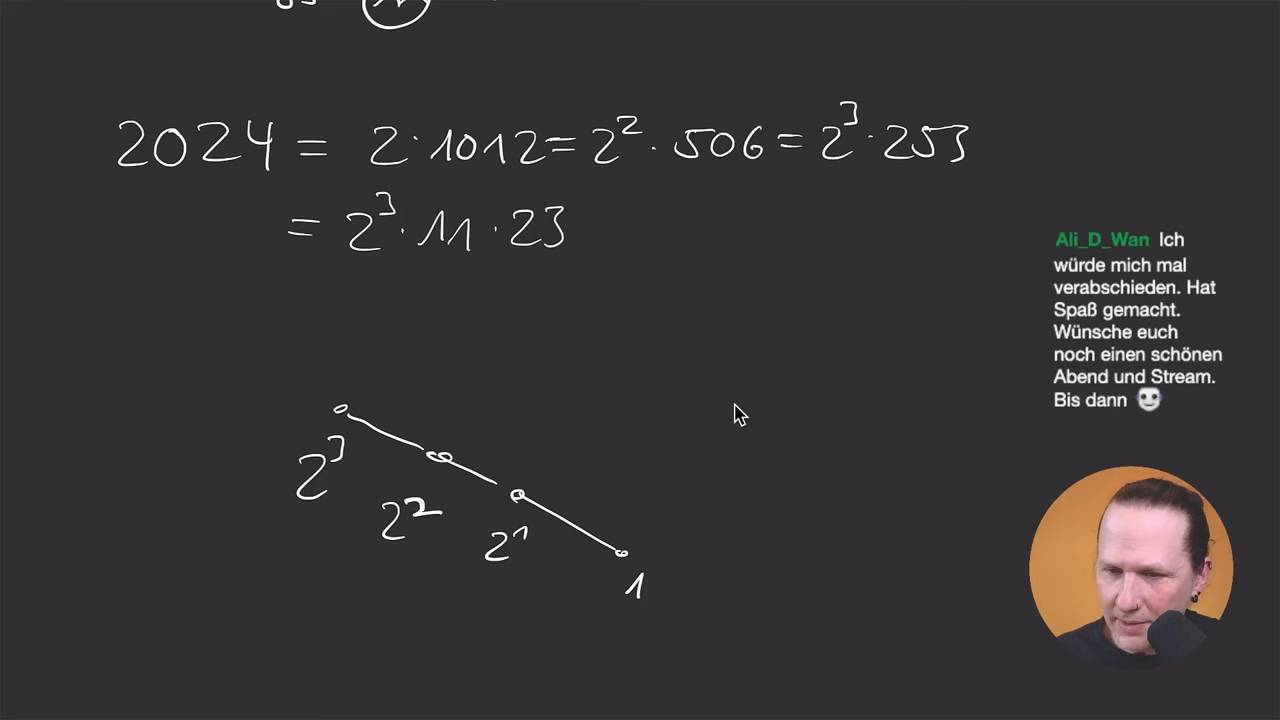 2024 = 2·1012 = 2² · 506 = 2³ · 253
= 2³ · 11 · 23
Ali_D_Wan Ich
würde mich mal
verabschieden. Hat
Spaß gemacht.
Wünsche euch
noch einen schönen
Abend und Stream.
Bis dann
2³
2²
2¹
1